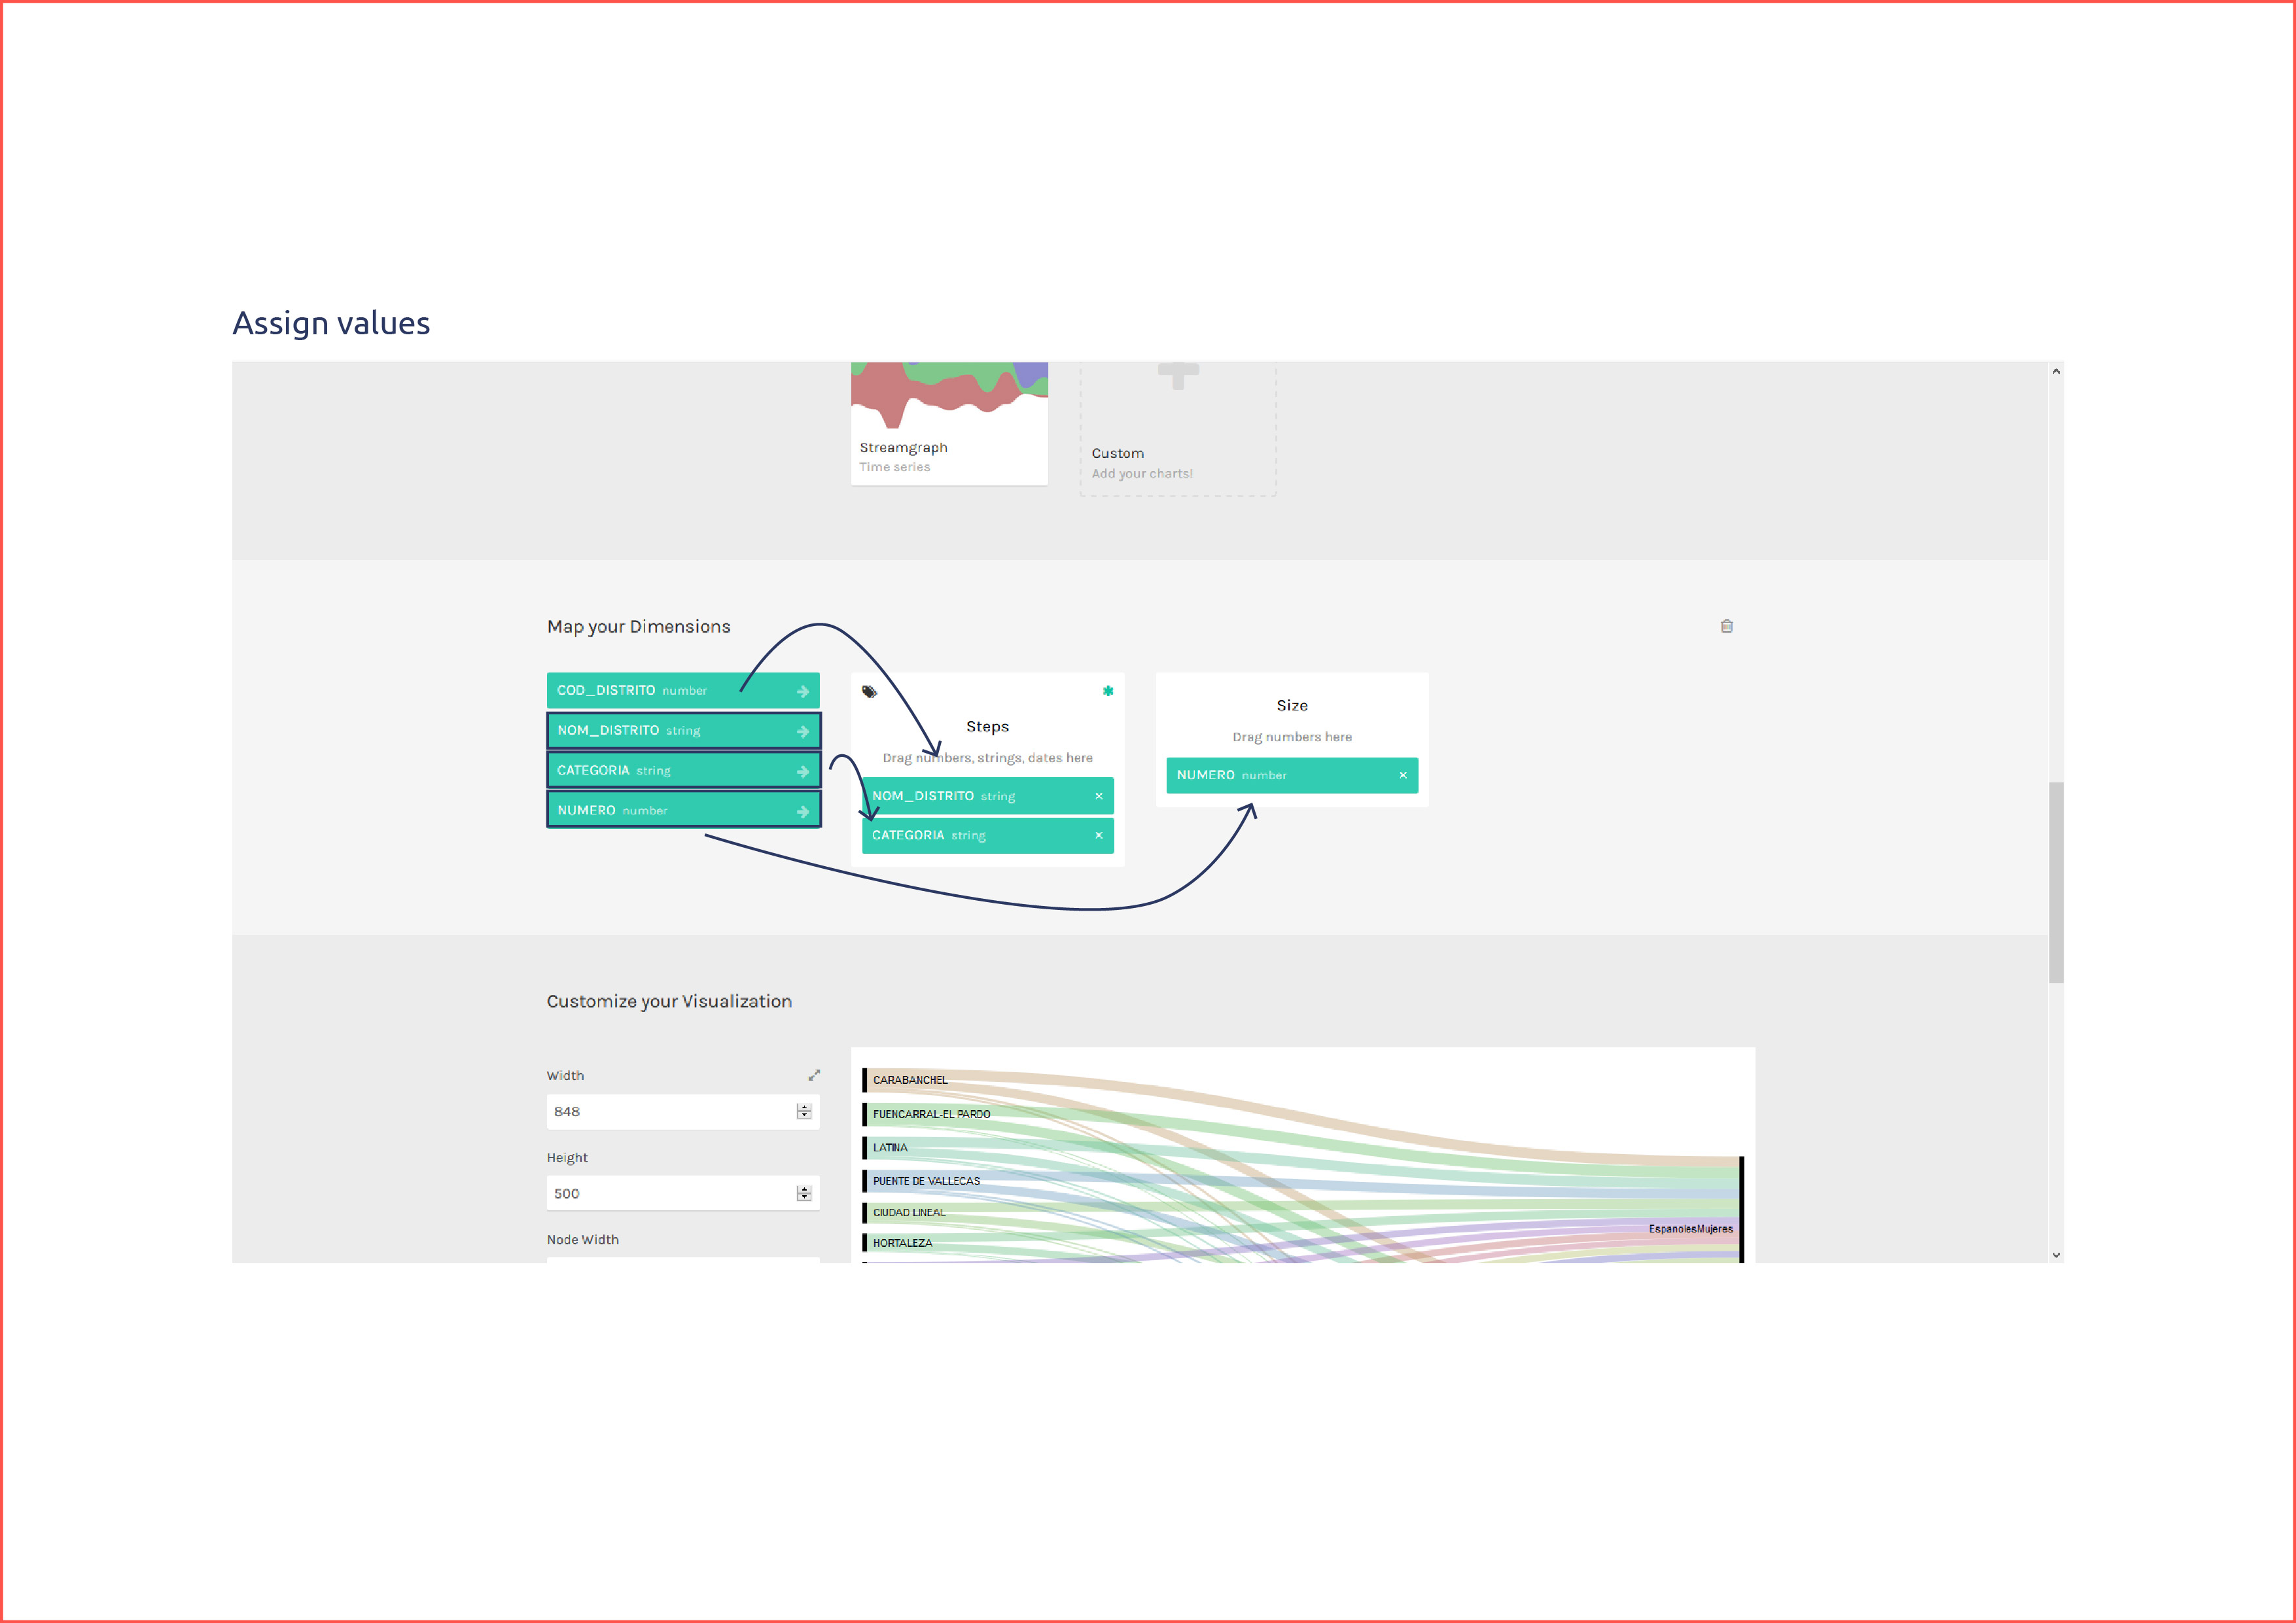 Assign values
Streamgraph
Time series
Custom
Add your charts!
Map your Dimensions
COD_DISTRITO number
NOM_DISTRITO string
CATEGORIA string
NUMERO number
Steps
Drag numbers, strings, dates here
NOM_DISTRITO string ×
CATEGORIA string ×
Size
Drag numbers here
NUMERO number ×
Customize your Visualization
Width
848
Height
500
Node Width
CARABANCHEL
FUENCARRAL-EL PARDO
LATINA
PUENTE DE VALLECAS
CIUDAD LINEAL
HORTALEZA
EspanolesMujeres